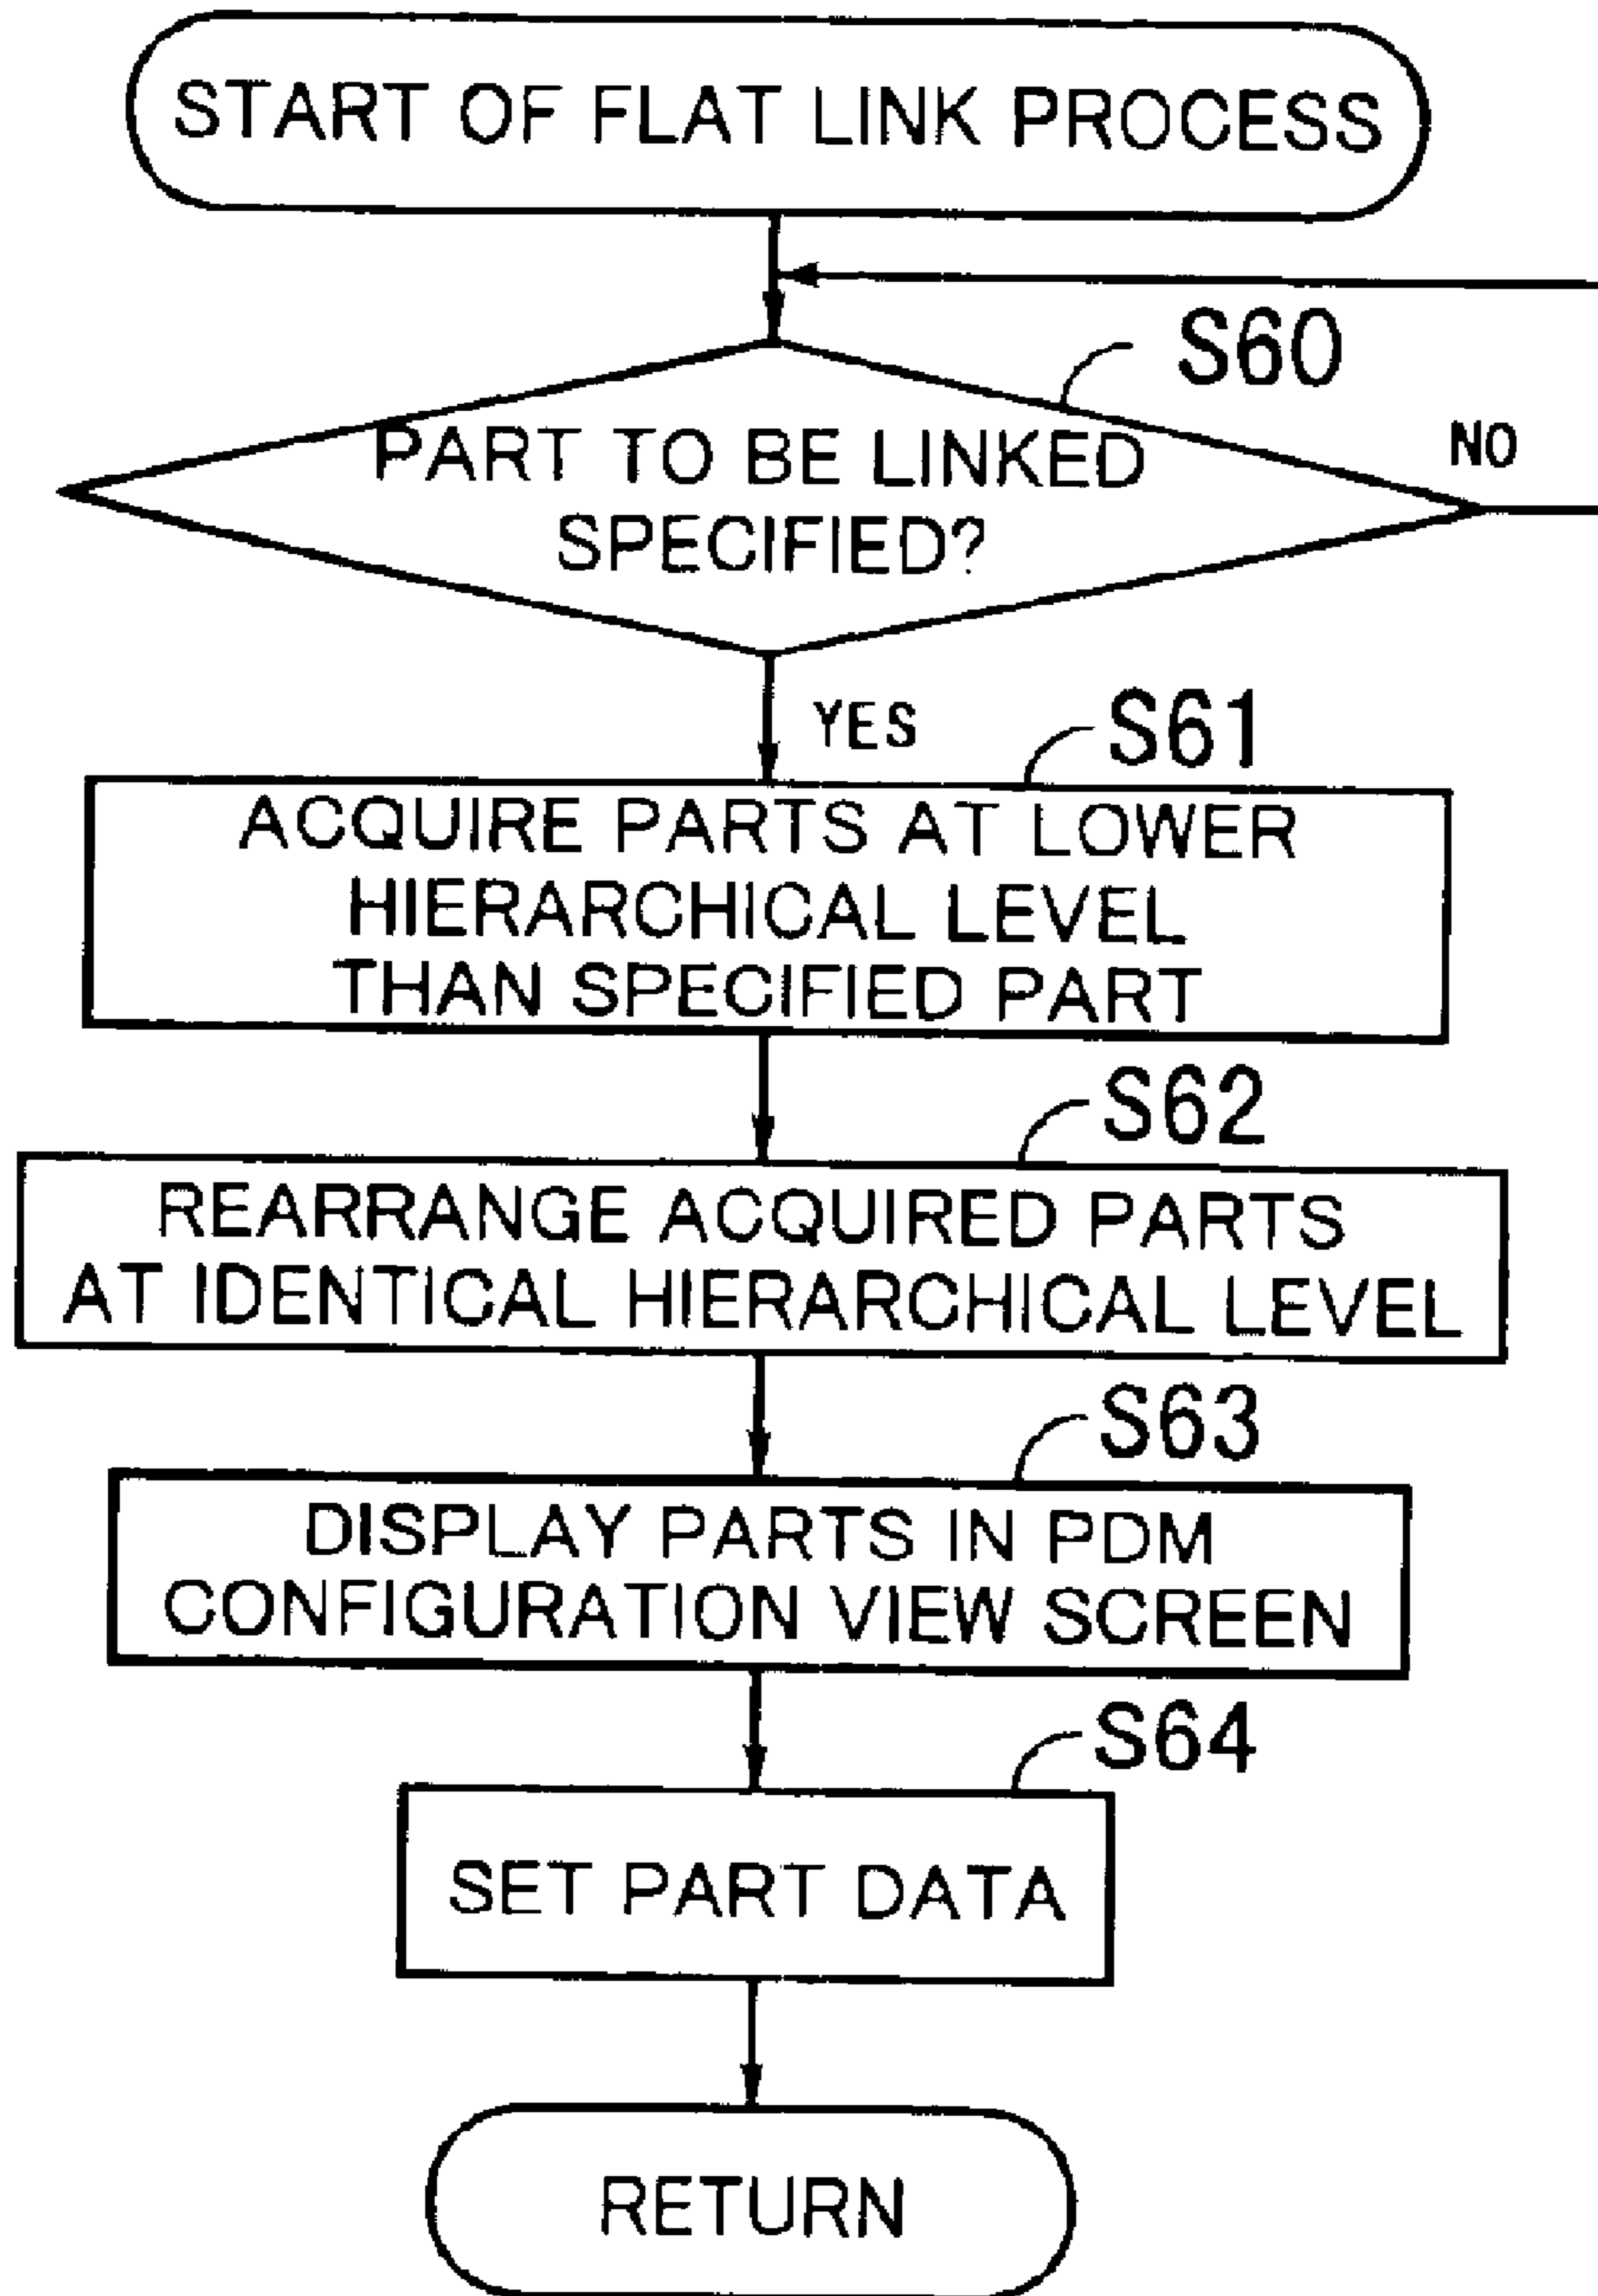 START OF FLAT LINK PROCESS
S60
PART TO BE LINKED
SPECIFIED?
NO
YES
S61
ACQUIRE PARTS AT LOWER
HIERARCHICAL LEVEL
THAN SPECIFIED PART
S62
REARRANGE ACQUIRED PARTS
AT IDENTICAL HIERARCHICAL LEVEL
S63
DISPLAY PARTS IN PDM
CONFIGURATION VIEW SCREEN
S64
SET PART DATA
RETURN